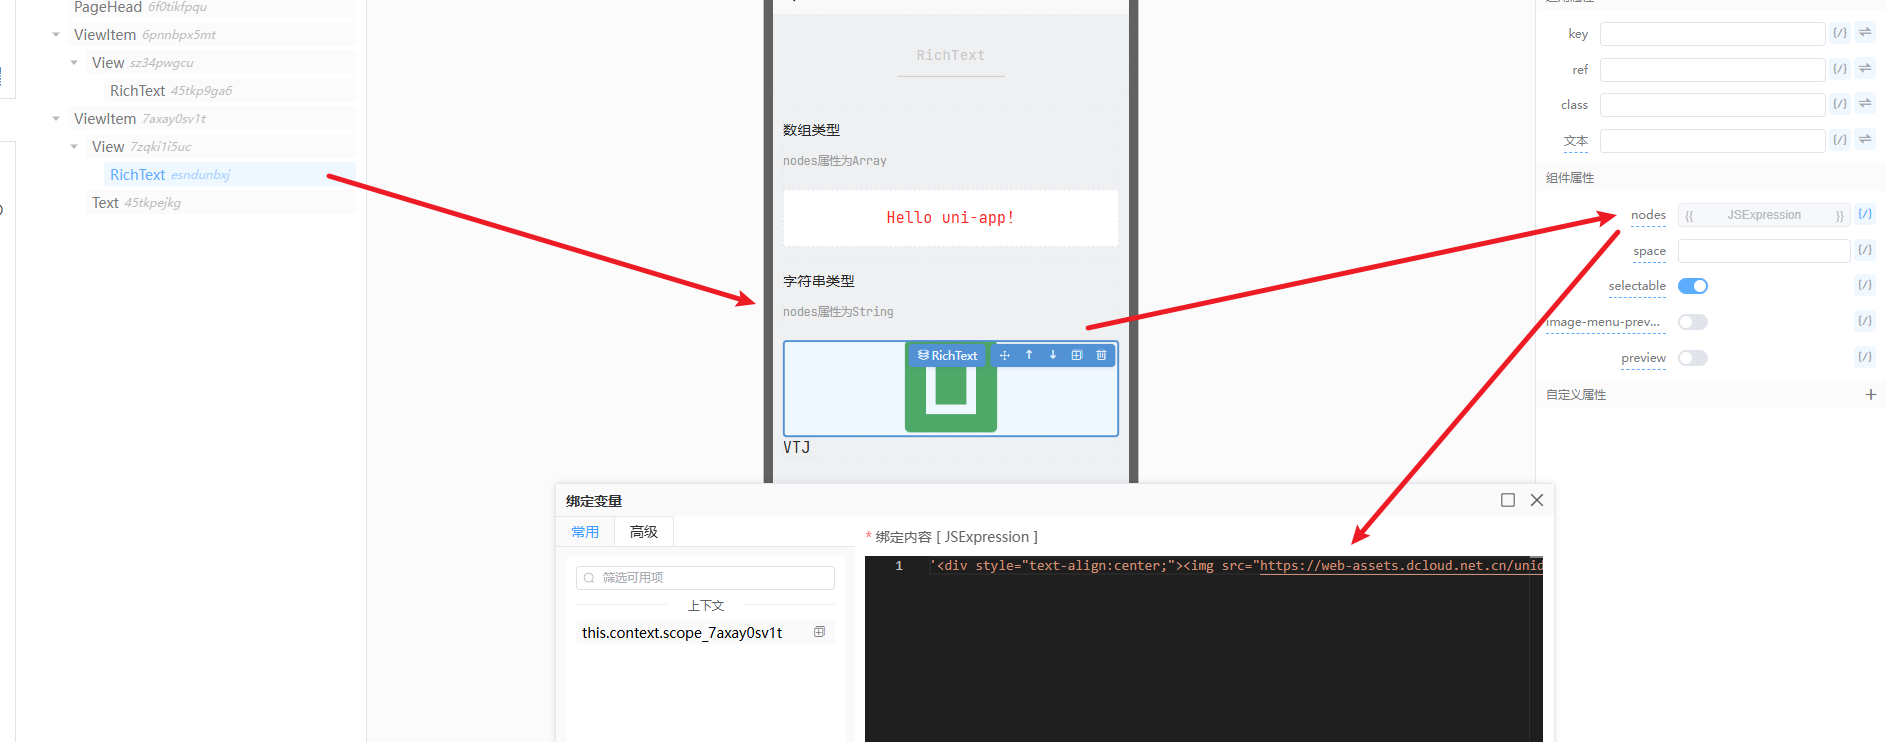 PageHead 6f0tikfpqu
ViewItem 6pnnbpx5mt
View sz34pwgcu
RichText 45tkp9ga6
ViewItem 7axay0sv1t
View 7zqki1i5uc
RichText esndunbxj
Text 45tkpejkg
RichText
数组类型
nodes属性为Array
Hello uni-app!
字符串类型
nodes属性为String
RichText
VTJ
key {/}
ref {/}
class {/}
文本 {/}
组件属性
nodes {{ JSExpression }} {/}
space {/}
selectable {/}
image-menu-prev... {/}
preview {/}
自定义属性
绑定变量
常用 高级
筛选可用项
上下文
this.context.scope_7axay0sv1t
* 绑定内容 [ JSExpression ]
1 '<div style="text-align:center;"><img src="https://web-assets.dcloud.net.cn/unid